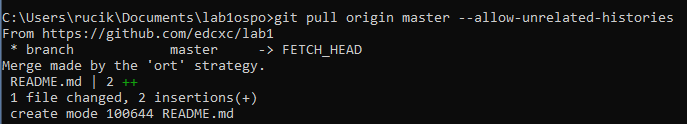 C:\Users\rucik\Documents\lab1ospo>git pull origin master --allow-unrelated-histories
From https://github.com/edcxc/lab1
 * branch            master     -> FETCH_HEAD
Merge made by the 'ort' strategy.
 README.md | 2 ++
 1 file changed, 2 insertions(+)
 create mode 100644 README.md